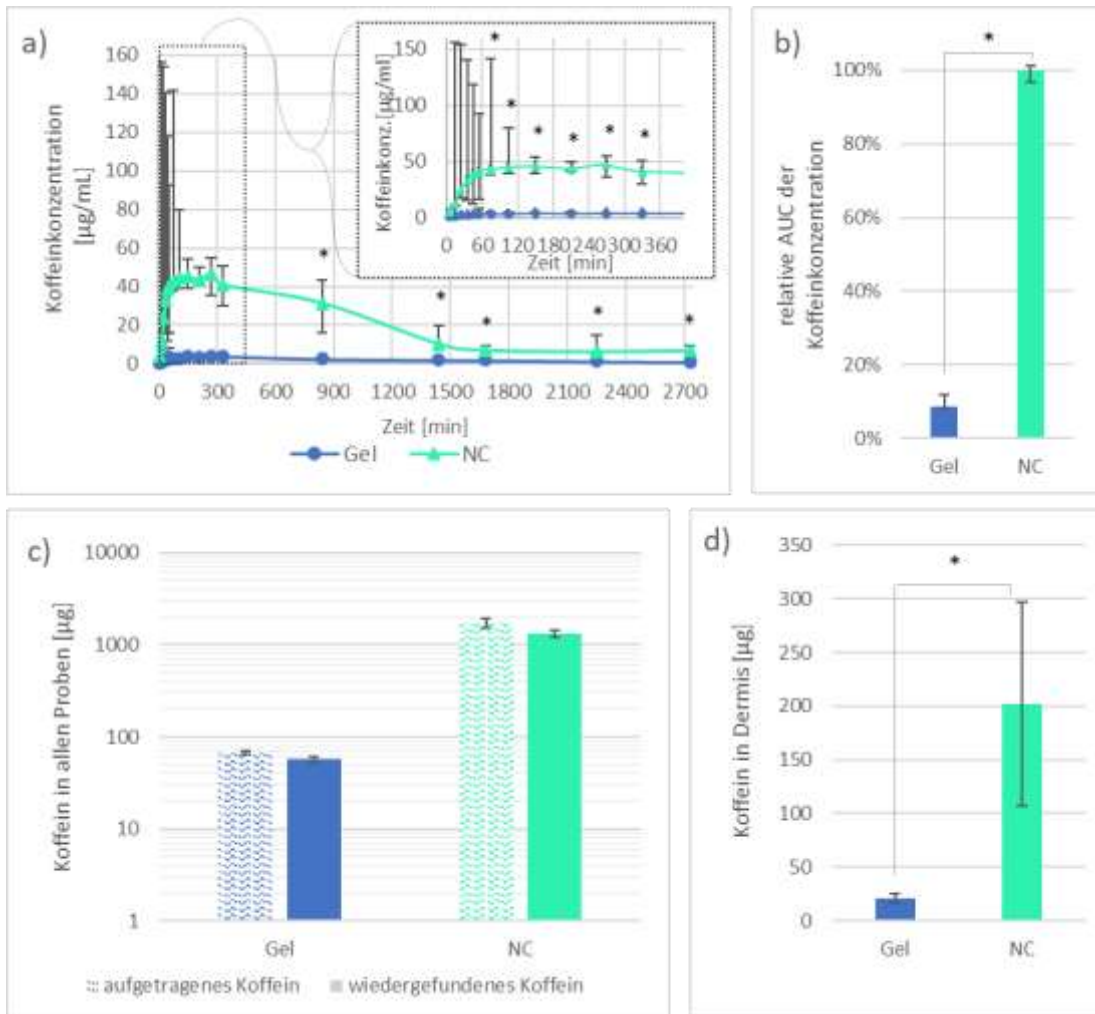 a)
Koffeinkonzentration
[µg/mL]
160
140
120
100
80
60
40
20
0
0 300 600 900 1200 1500 1800 2100 2400 2700
Zeit [min]
Gel NC
* * * * *
Koffeinkonz.[µg/ml]
150
100
50
0
0 60 120 180 240 300 360
Zeit [min]
* * * * * *
b)
relative AUC der
Koffeinkonzentration
100%
80%
60%
40%
20%
0%
*
Gel NC
c)
Koffein in allen Proben [µg]
10000
1000
100
10
1
Gel NC
aufgetragenes Koffein wiedergefundenes Koffein
d)
Koffein in Dermis [µg]
350
300
250
200
150
100
50
0
*
Gel NC